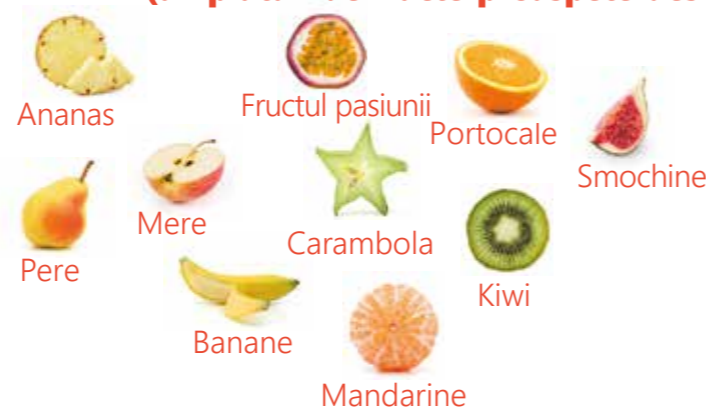 Ananas
Fructul pasiunii
Portocale
Smochine
Mere
Carambola
Pere
Kiwi
Banane
Mandarine